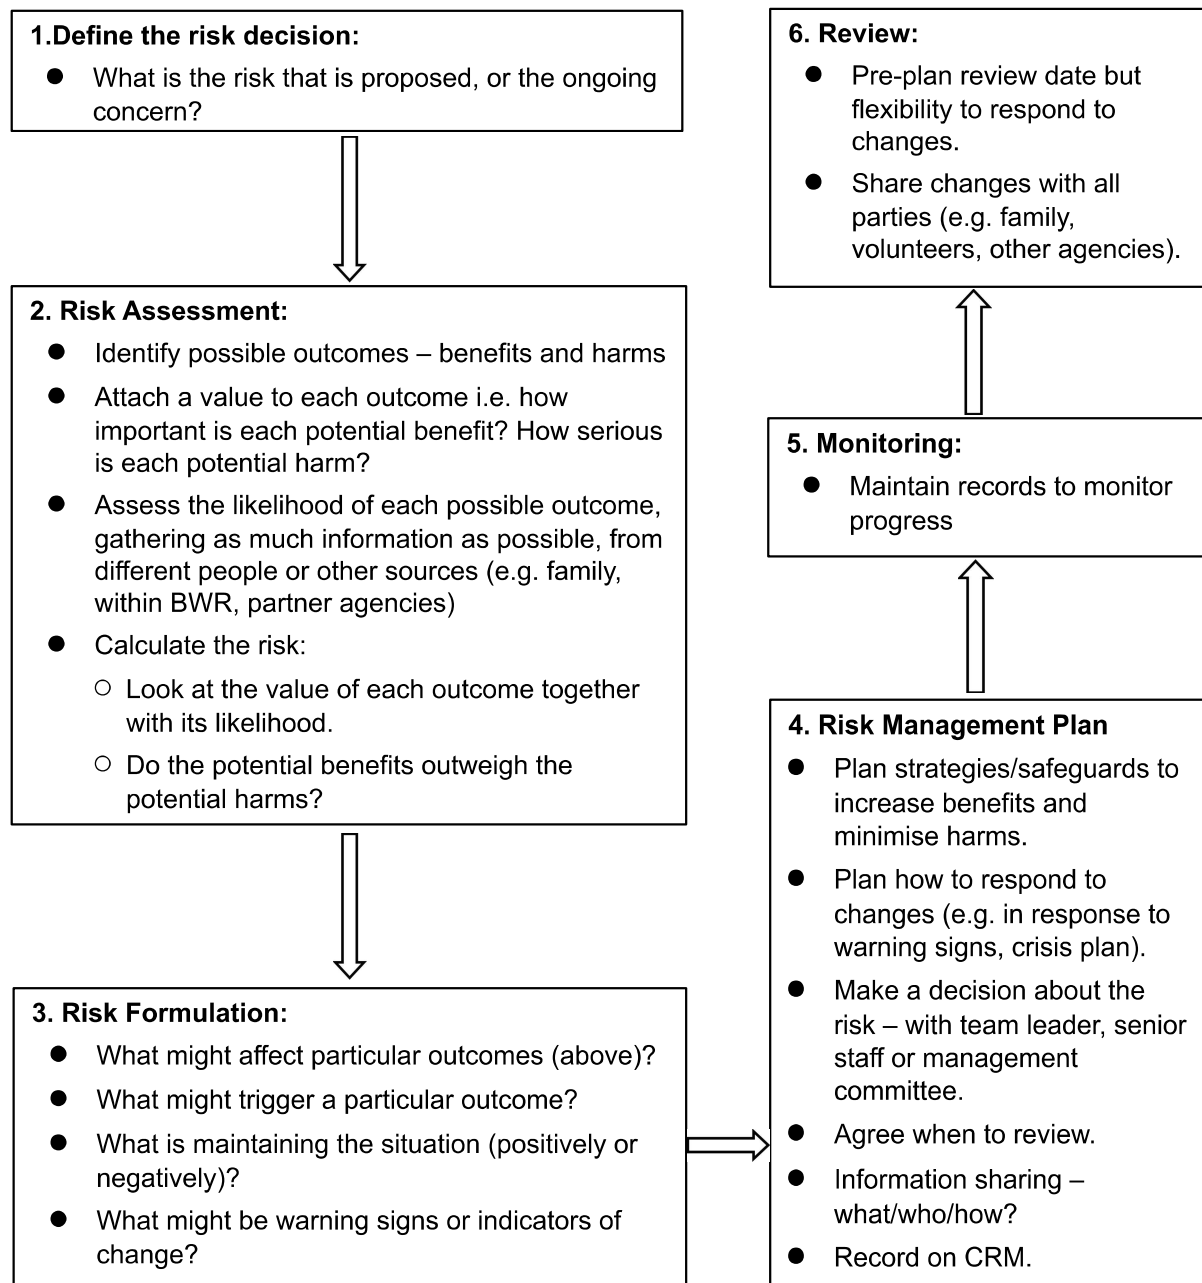 1.Define the risk decision:
● What is the risk that is proposed, or the ongoing
concern?
2. Risk Assessment:
● Identify possible outcomes – benefits and harms
● Attach a value to each outcome i.e. how
important is each potential benefit? How serious
is each potential harm?
● Assess the likelihood of each possible outcome,
gathering as much information as possible, from
different people or other sources (e.g. family,
within BWR, partner agencies)
● Calculate the risk:
○ Look at the value of each outcome together
with its likelihood.
○ Do the potential benefits outweigh the
potential harms?
3. Risk Formulation:
● What might affect particular outcomes (above)?
● What might trigger a particular outcome?
● What is maintaining the situation (positively or
negatively)?
● What might be warning signs or indicators of
change?
4. Risk Management Plan
● Plan strategies/safeguards to
increase benefits and
minimise harms.
● Plan how to respond to
changes (e.g. in response to
warning signs, crisis plan).
● Make a decision about the
risk – with team leader, senior
staff or management
committee.
● Agree when to review.
● Information sharing –
what/who/how?
● Record on CRM.
5. Monitoring:
● Maintain records to monitor
progress
6. Review:
● Pre-plan review date but
flexibility to respond to
changes.
● Share changes with all
parties (e.g. family,
volunteers, other agencies).